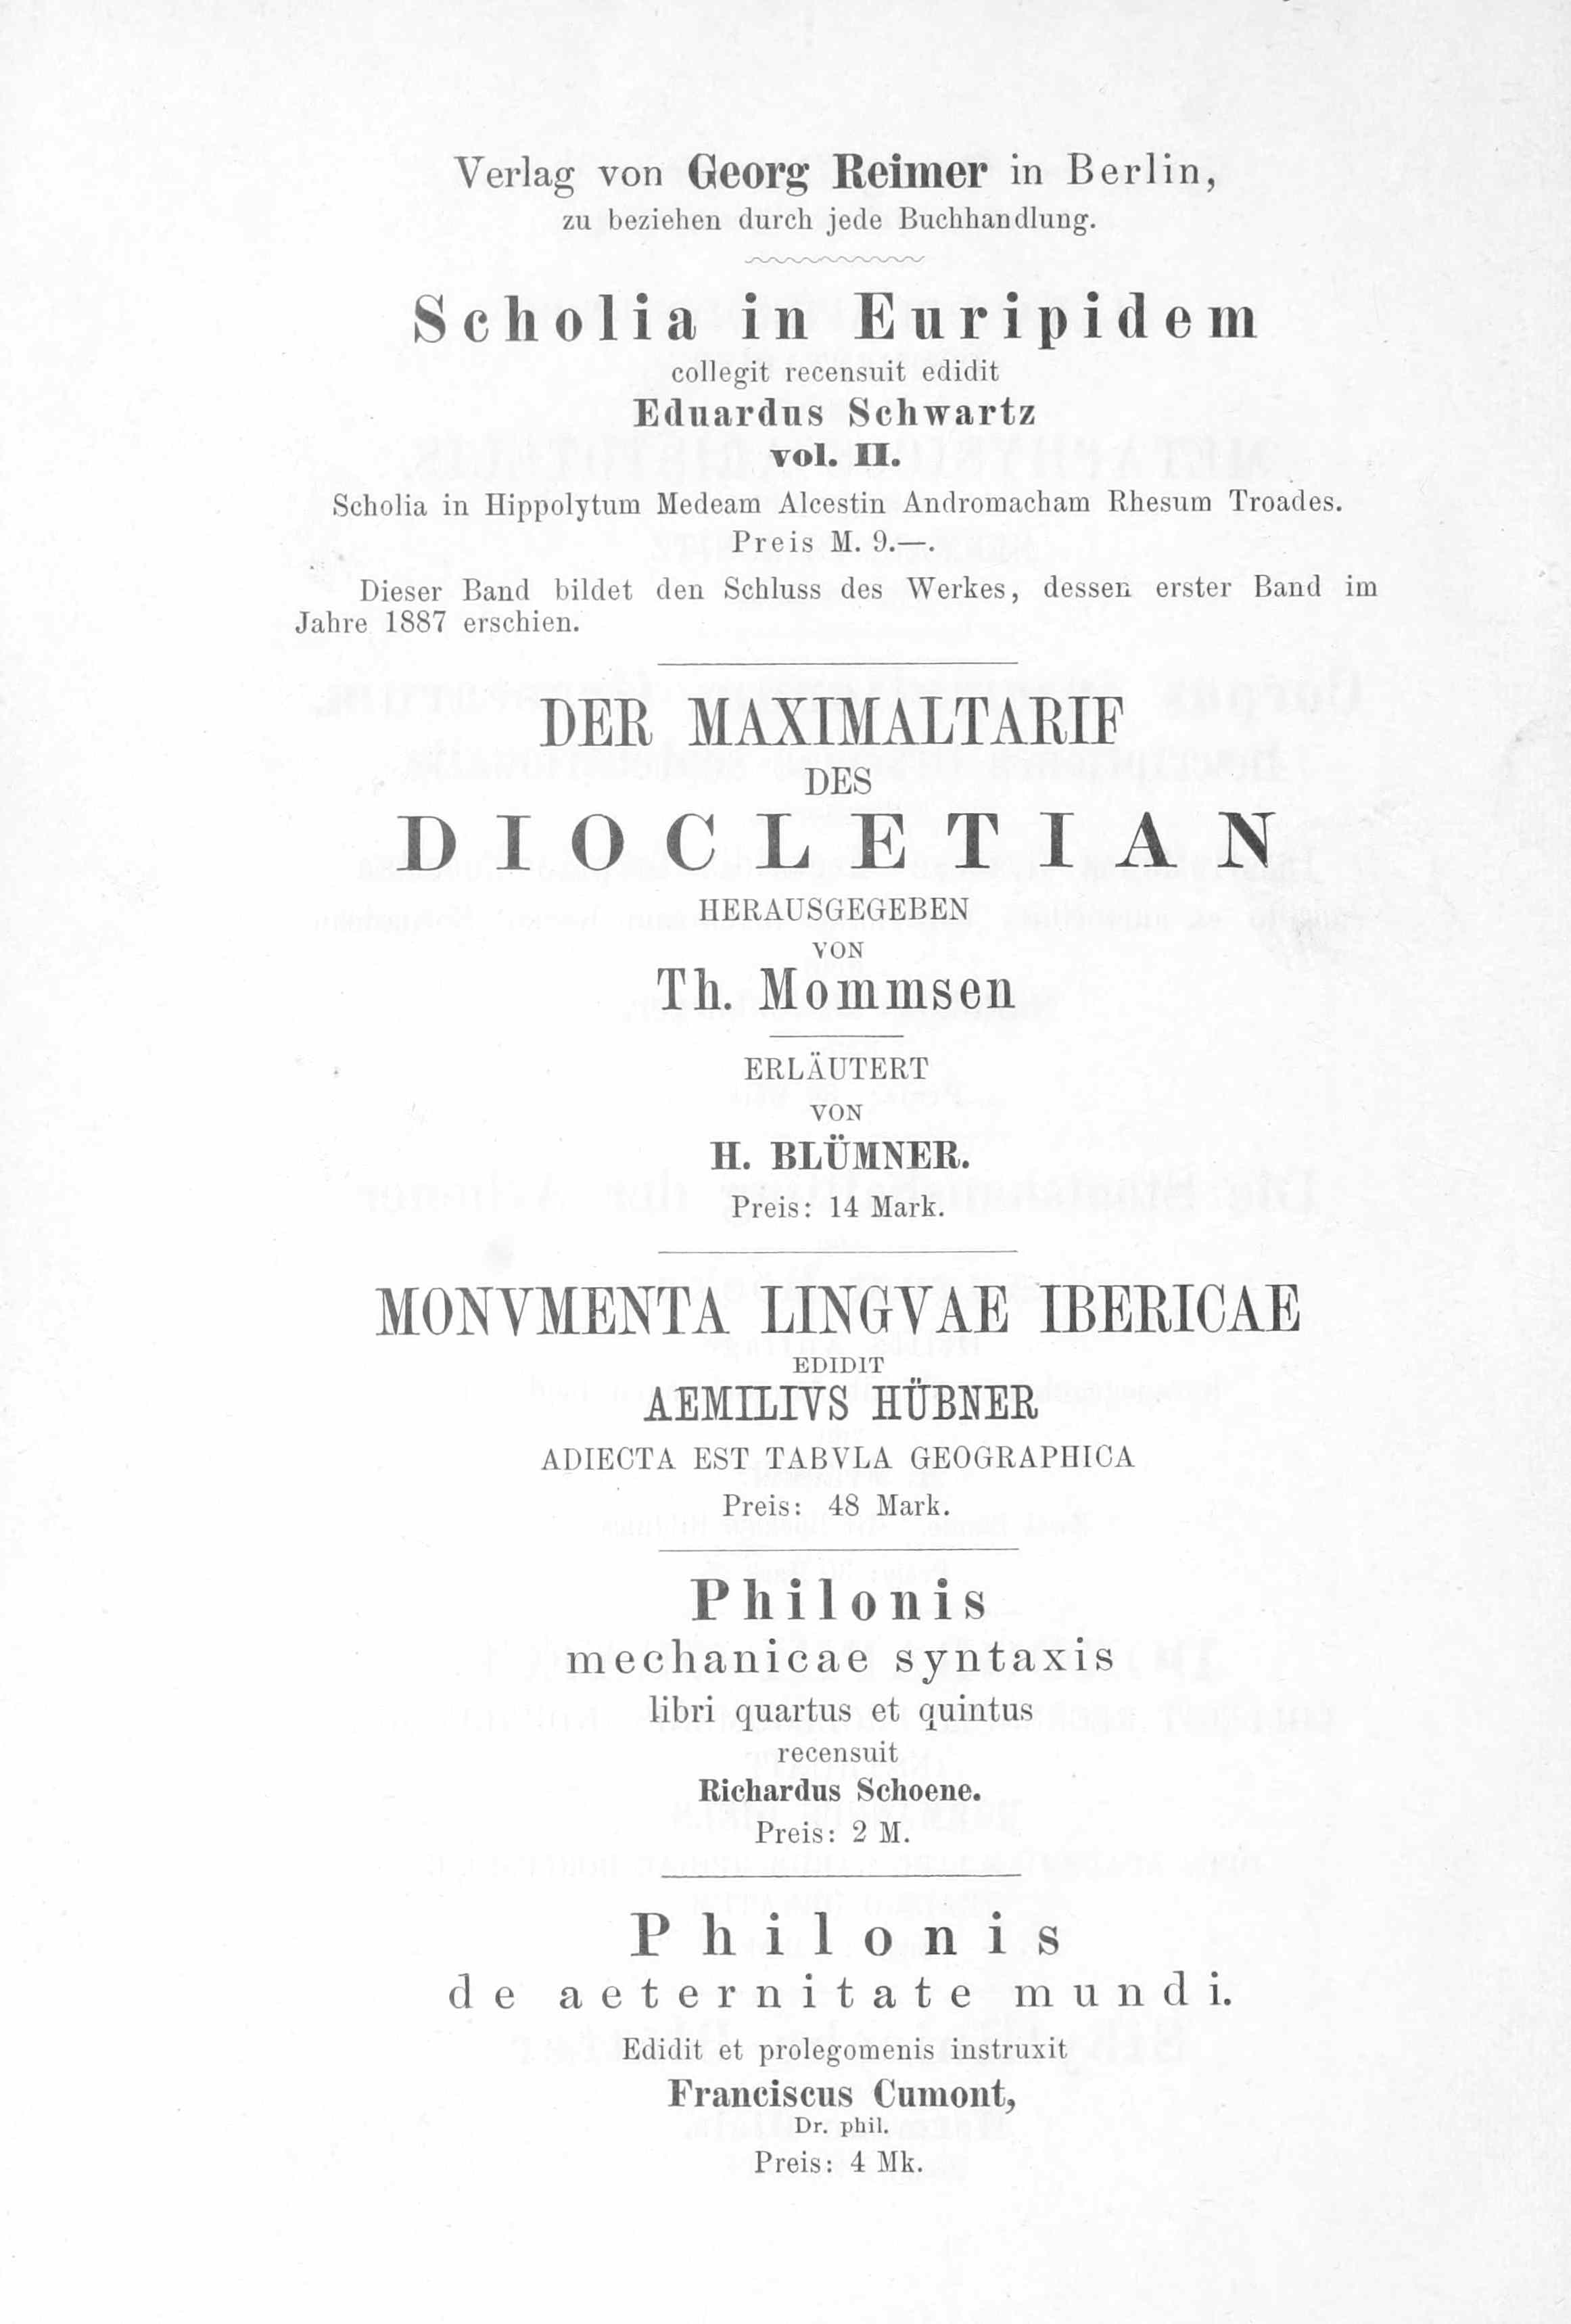 Verlag von Georg Reimer in Berlin,
zu beziehen durch jede Buchhandlung.
Scholia in Euripidem
collegit recensuit edidit
Eduardus Schwartz
vol. II.
Scholia in Hippolytum Medeam Alcestin Andromacham Rhesum Troades.
Preis M. 9.—.
Dieser Band bildet den Schluss des Werkes, dessen erster Band im
Jahre 1887 erschien.
DER MAXIMALTARIF
DES
DIOCLETIAN
HERAUSGEGEBEN
VON
Th. Mommsen
ERLÄUTERT
VON
H. BLÜMNER.
Preis: 14 Mark.
MONVMENTA LINGVAE IBERICAE
EDIDIT
AEMILIVS HÜBNER
ADIECTA EST TABVLA GEOGRAPHICA
Preis: 48 Mark.
Philonis
mechanicae syntaxis
libri quartus et quintus
recensuit
Richardus Schoene.
Preis: 2 M.
Philonis
de aeternitate mundi.
Edidit et prolegomenis instruxit
Franciscus Cumont,
Dr. phil.
Preis: 4 Mk.